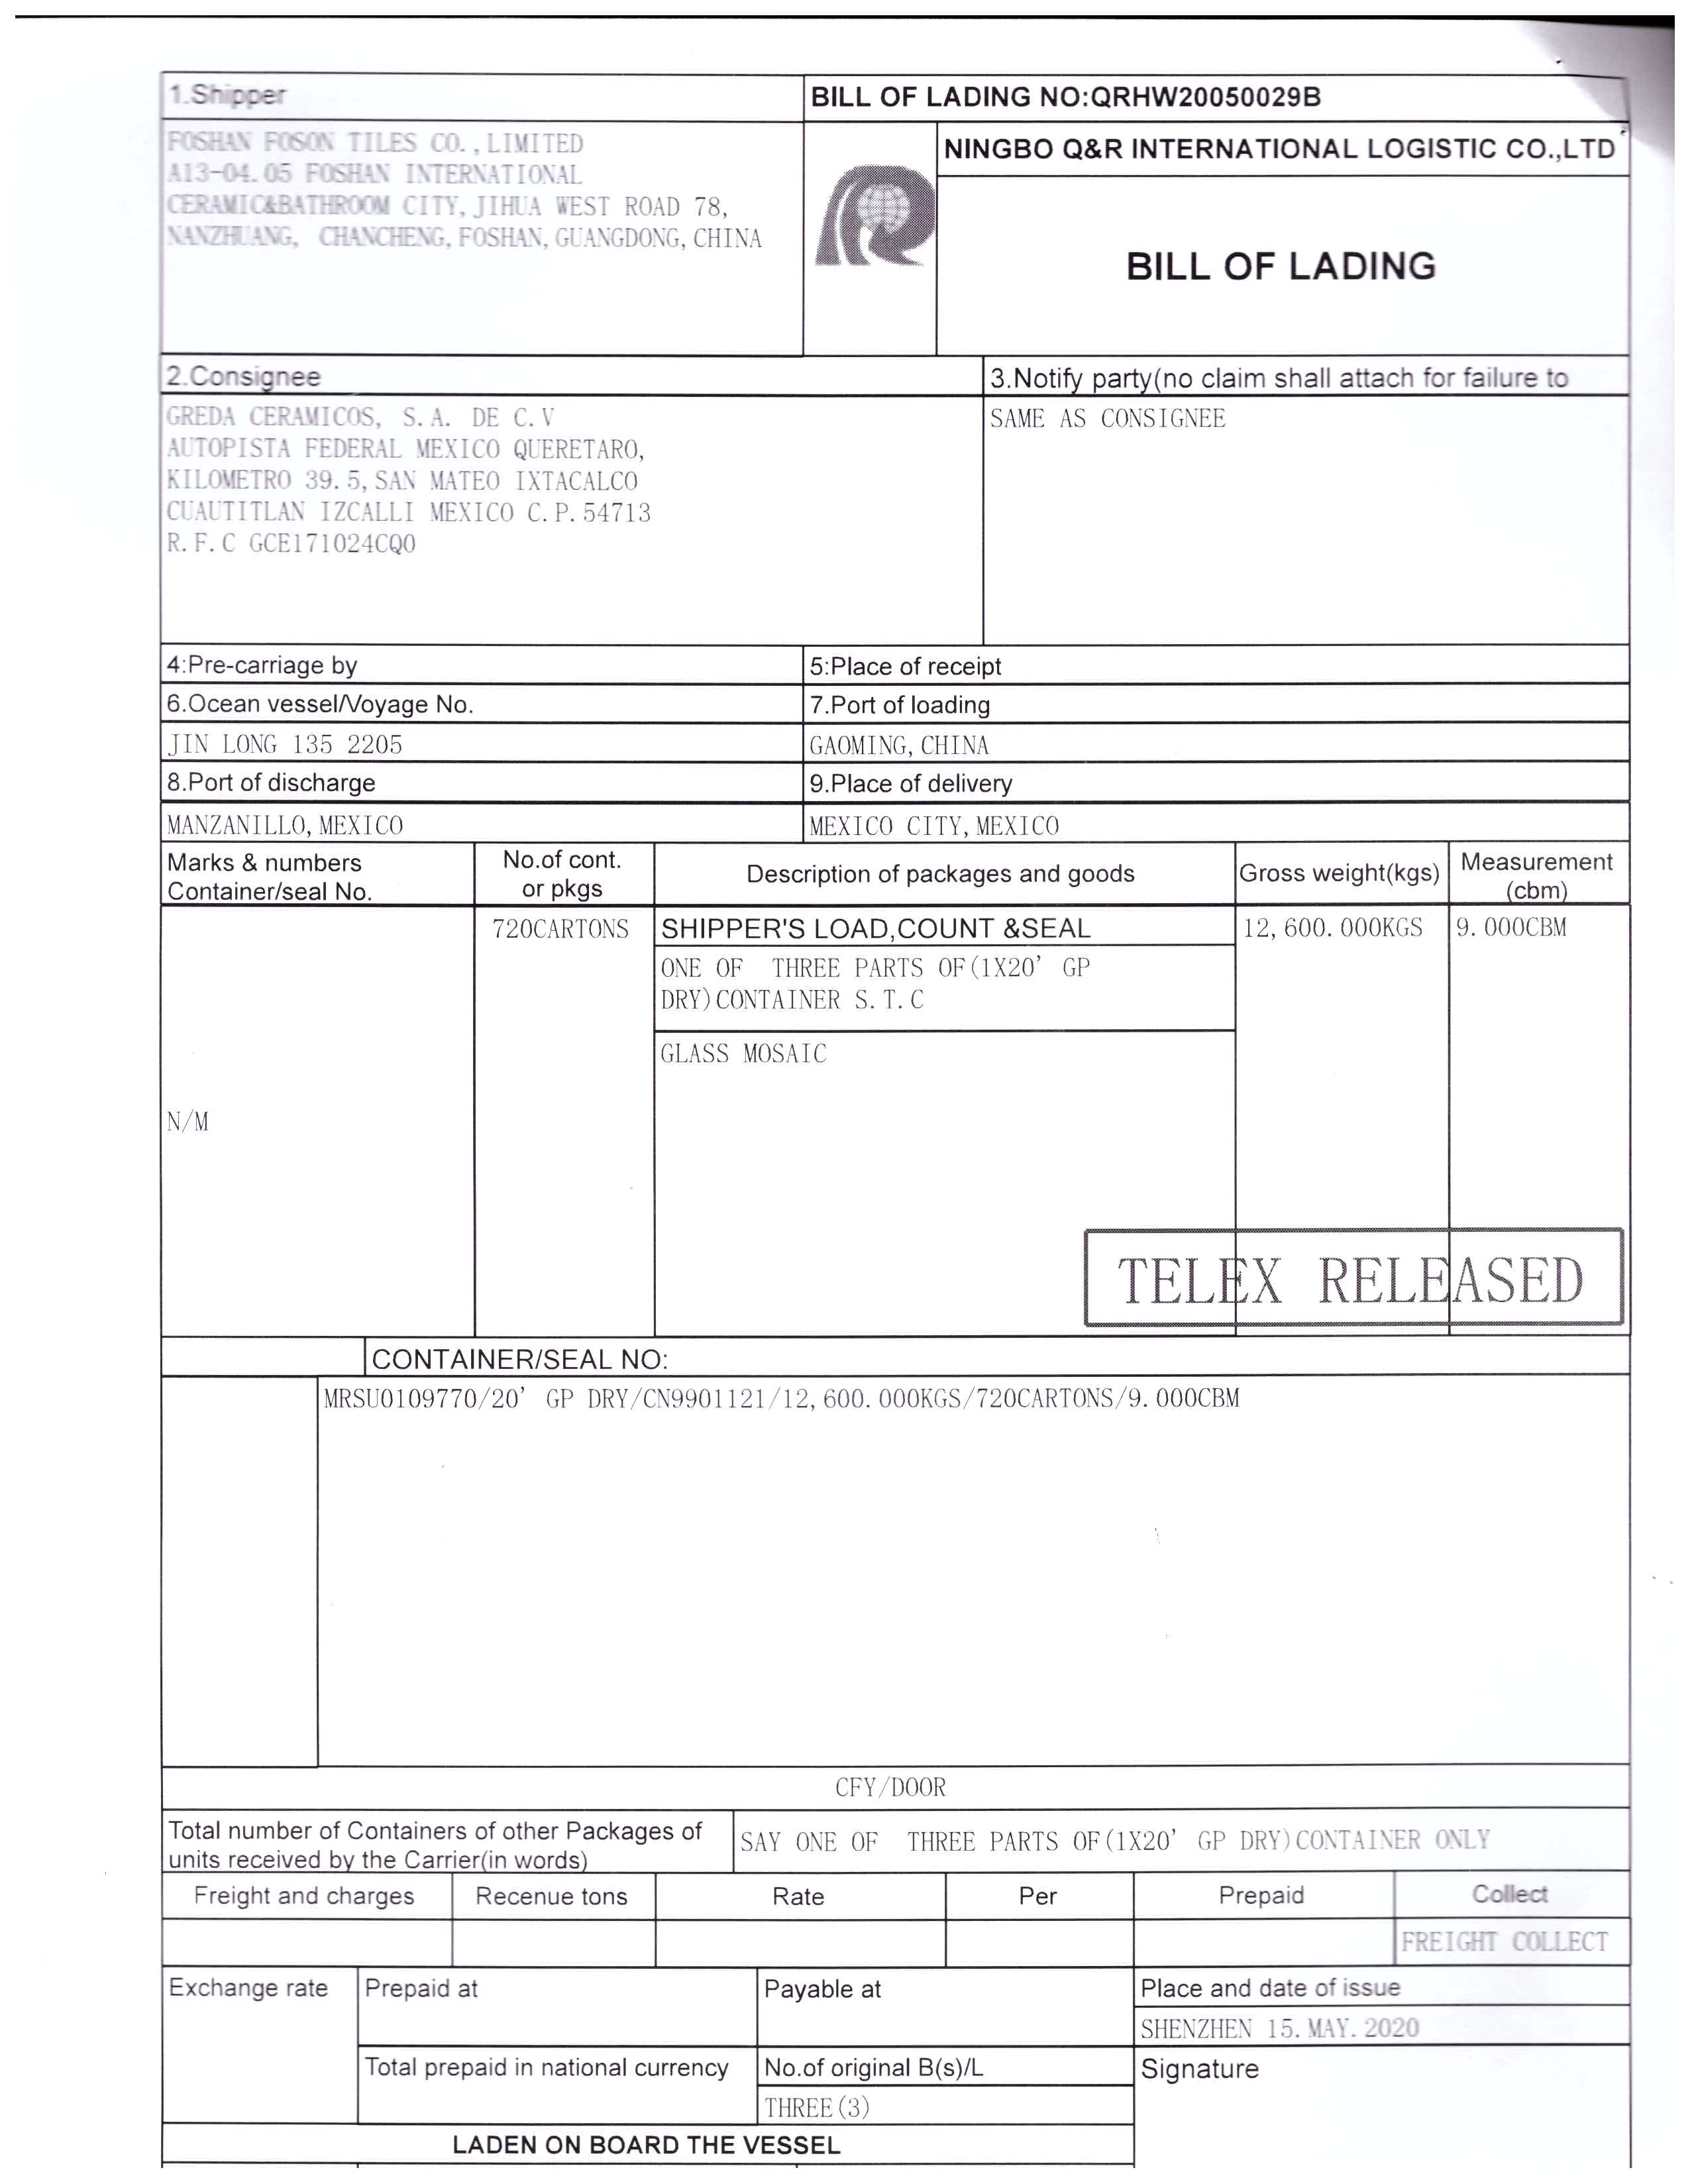 1.Shipper
BILL OF LADING NO:QRHW20050029B
FOSHAN FOSON TILES CO., LIMITED
A13-04.05 FOSHAN INTERNATIONAL
CERAMIC&BATHROOM CITY, JIHUA WEST ROAD 78,
NANZHUANG, CHANCHENG, FOSHAN, GUANGDONG, CHINA
NINGBO Q&R INTERNATIONAL LOGISTIC CO.,LTD
BILL OF LADING
2.Consignee
3.Notify party(no claim shall attach for failure to
GREDA CERAMICOS, S.A. DE C.V
AUTOPISTA FEDERAL MEXICO QUERETARO,
KILOMETRO 39.5, SAN MATEO IXTACALCO
CUAUTITLAN IZCALLI MEXICO C.P.54713
R.F.C GCE171024CQ0
SAME AS CONSIGNEE
4:Pre-carriage by
5:Place of receipt
6.Ocean vessel/Voyage No.
7.Port of loading
JIN LONG 135 2205
GAOMING, CHINA
8.Port of discharge
9.Place of delivery
MANZANILLO, MEXICO
MEXICO CITY, MEXICO
Marks & numbers
Container/seal No.
No.of cont.
or pkgs
Description of packages and goods
Gross weight(kgs)
Measurement
(cbm)
720CARTONS
SHIPPER'S LOAD,COUNT &SEAL
12,600.000KGS
9.000CBM
ONE OF THREE PARTS OF(1X20' GP
DRY)CONTAINER S.T.C
GLASS MOSAIC
N/M
TELEX RELEASED
CONTAINER/SEAL NO:
MRSU0109770/20' GP DRY/CN9901121/12,600.000KGS/720CARTONS/9.000CBM
CFY/DOOR
Total number of Containers of other Packages of
units received by the Carrier(in words)
SAY ONE OF THREE PARTS OF(1X20' GP DRY)CONTAINER ONLY
Freight and charges
Recenue tons
Rate
Per
Prepaid
Collect
FREIGHT COLLECT
Exchange rate
Prepaid at
Payable at
Place and date of issue
SHENZHEN 15.MAY.2020
Total prepaid in national currency
No.of original B(s)/L
Signature
THREE(3)
LADEN ON BOARD THE VESSEL